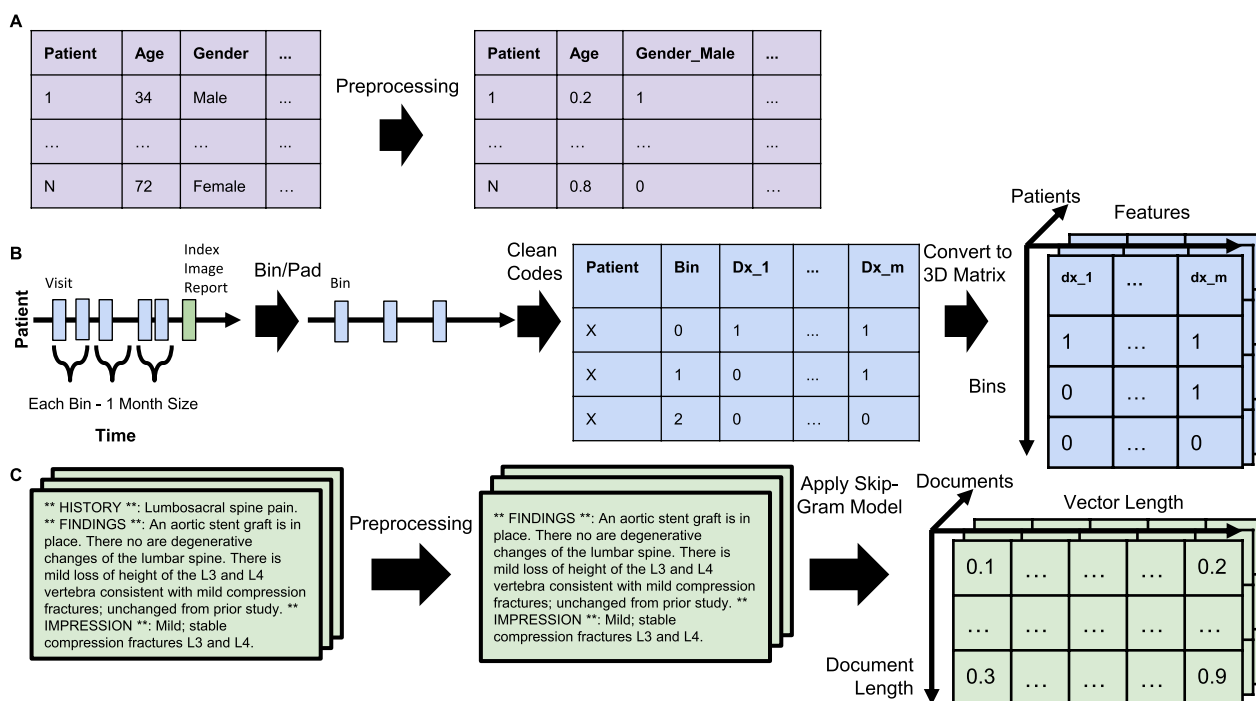 A
Patient Age Gender ...
1 34 Male ...
... ... ... ...
N 72 Female ...
Preprocessing
Patient Age Gender_Male ...
1 0.2 1 ...
... ... ... ...
N 0.8 0 ...
B
Patient
Visit
Index
Image
Report
Each Bin - 1 Month Size
Time
Bin/Pad
Bin
Clean
Codes
Patient Bin Dx_1 ... Dx_m
X 0 1 ... 1
X 1 0 ... 1
X 2 0 ... 0
Convert to
3D Matrix
Patients
Features
Bins
dx_1 ... dx_m
1 ... 1
0 ... 1
0 ... 0
C
** HISTORY **: Lumbosacral spine pain.
** FINDINGS **: An aortic stent graft is in
place. There no are degenerative
changes of the lumbar spine. There is
mild loss of height of the L3 and L4
vertebra consistent with mild compression
fractures; unchanged from prior study. **
IMPRESSION **: Mild; stable
compression fractures L3 and L4.
Preprocessing
** FINDINGS **: An aortic stent graft is in
place. There no are degenerative
changes of the lumbar spine. There is
mild loss of height of the L3 and L4
vertebra consistent with mild compression
fractures; unchanged from prior study. **
IMPRESSION **: Mild; stable
compression fractures L3 and L4.
Apply Skip-
Gram Model
Documents
Vector Length
Document
Length
0.1 ... ... ... 0.2
... ... ... ... ...
0.3 ... ... ... 0.9